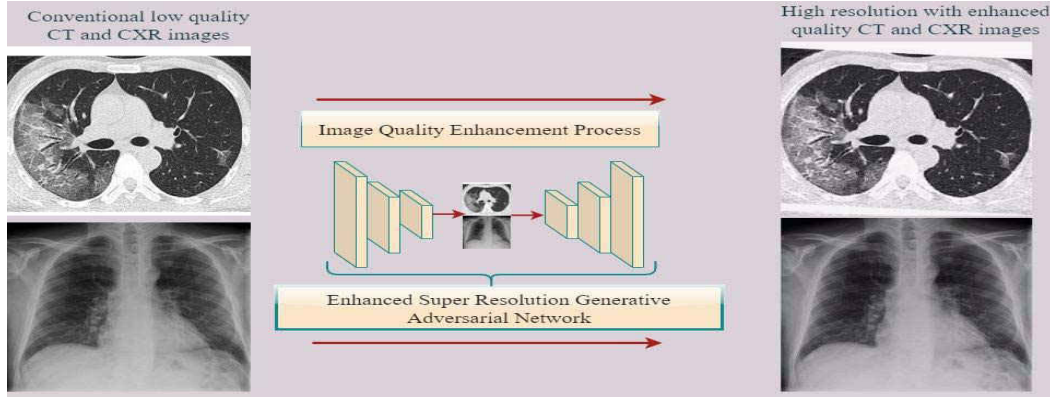 Conventional low quality
CT and CXR images
High resolution with enhanced
quality CT and CXR images
Image Quality Enhancement Process
Enhanced Super Resolution Generative
Adversarial Network